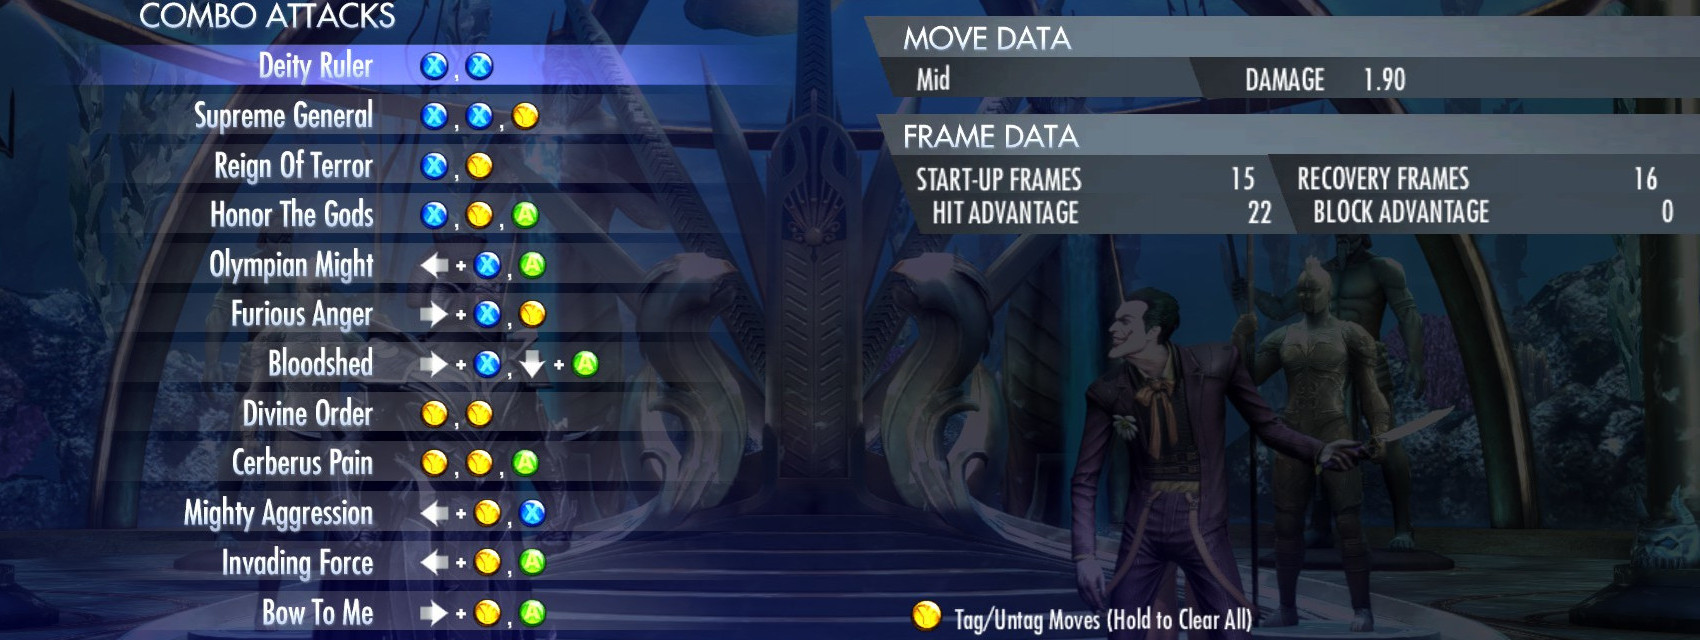 COMBO ATTACKS
Deity Ruler X , X
Supreme General X , X , Y
Reign Of Terror X , Y
Honor The Gods X , Y , A
Olympian Might + X , A
Furious Anger + X , Y
Bloodshed + X , + A
Divine Order Y , Y
Cerberus Pain Y , Y , A
Mighty Aggression + Y , X
Invading Force + Y , A
Bow To Me + Y , A
MOVE DATA
Mid DAMAGE 1.90
FRAME DATA
START-UP FRAMES 15 RECOVERY FRAMES 16
HIT ADVANTAGE 22 BLOCK ADVANTAGE 0
Y Tag/Untag Moves (Hold to Clear All)